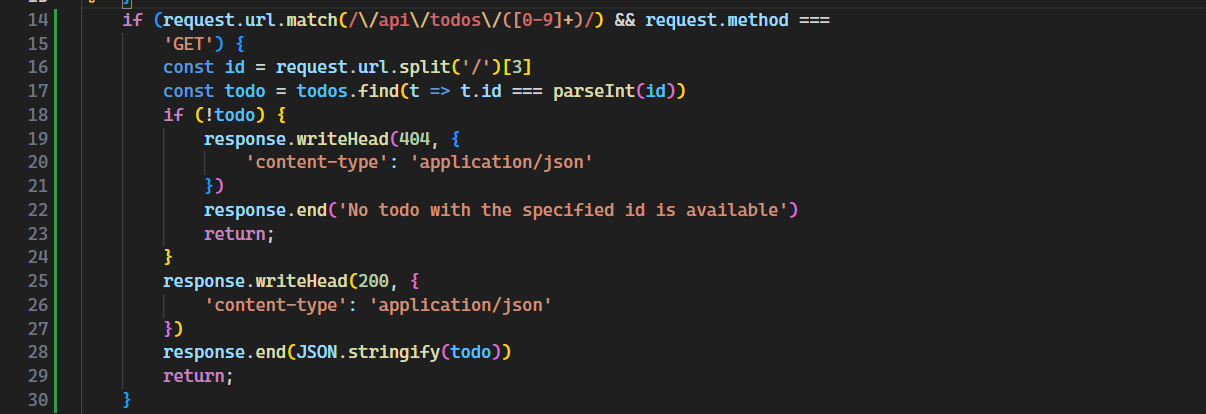 14 if (request.url.match(/\/api\/todos\/([0-9]+)/) && request.method ===
15 'GET') {
16 const id = request.url.split('/')[3]
17 const todo = todos.find(t => t.id === parseInt(id))
18 if (!todo) {
19 response.writeHead(404, {
20 'content-type': 'application/json'
21 })
22 response.end('No todo with the specified id is available')
23 return;
24 }
25 response.writeHead(200, {
26 'content-type': 'application/json'
27 })
28 response.end(JSON.stringify(todo))
29 return;
30 }